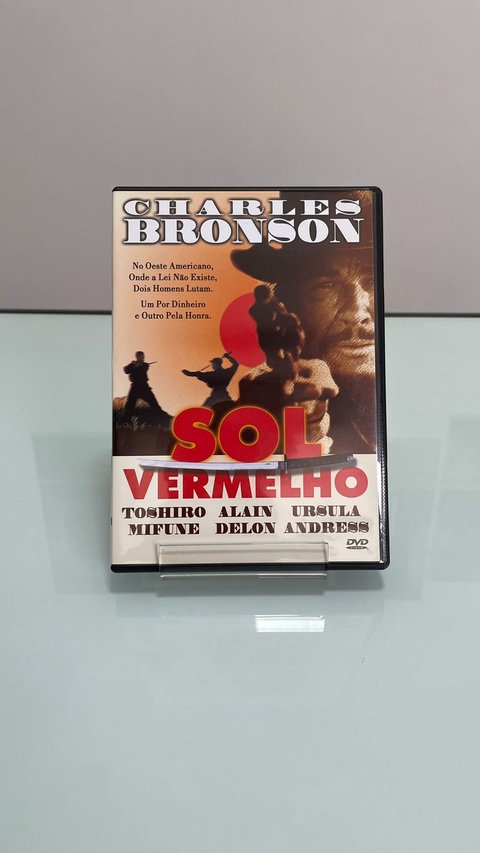 CHARLES
BRONSON
No Oeste Americano,
Onde a Lei Não Existe,
Dois Homens Lutam.
Um Por Dinheiro
e Outro Pela Honra.
SOL
VERMELHO
TOSHIRO ALAIN URSULA
MIFUNE DELON ANDRESS
DVD
VIDEO